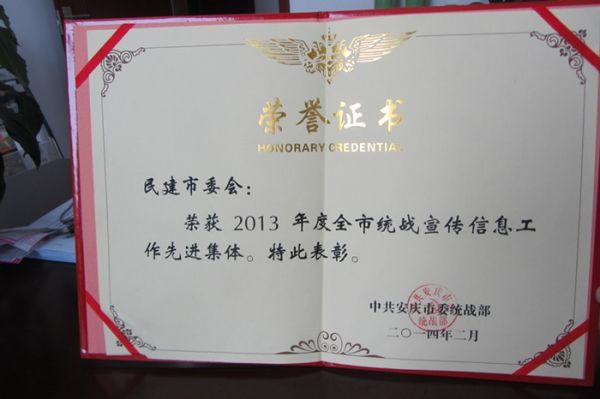 荣誉证书
HONORARY CREDENTIAL
民建市委会：
荣获 2013 年度全市统战宣传信息工
作先进集体。特此表彰。
中共安庆市委统战部
二〇一四年二月